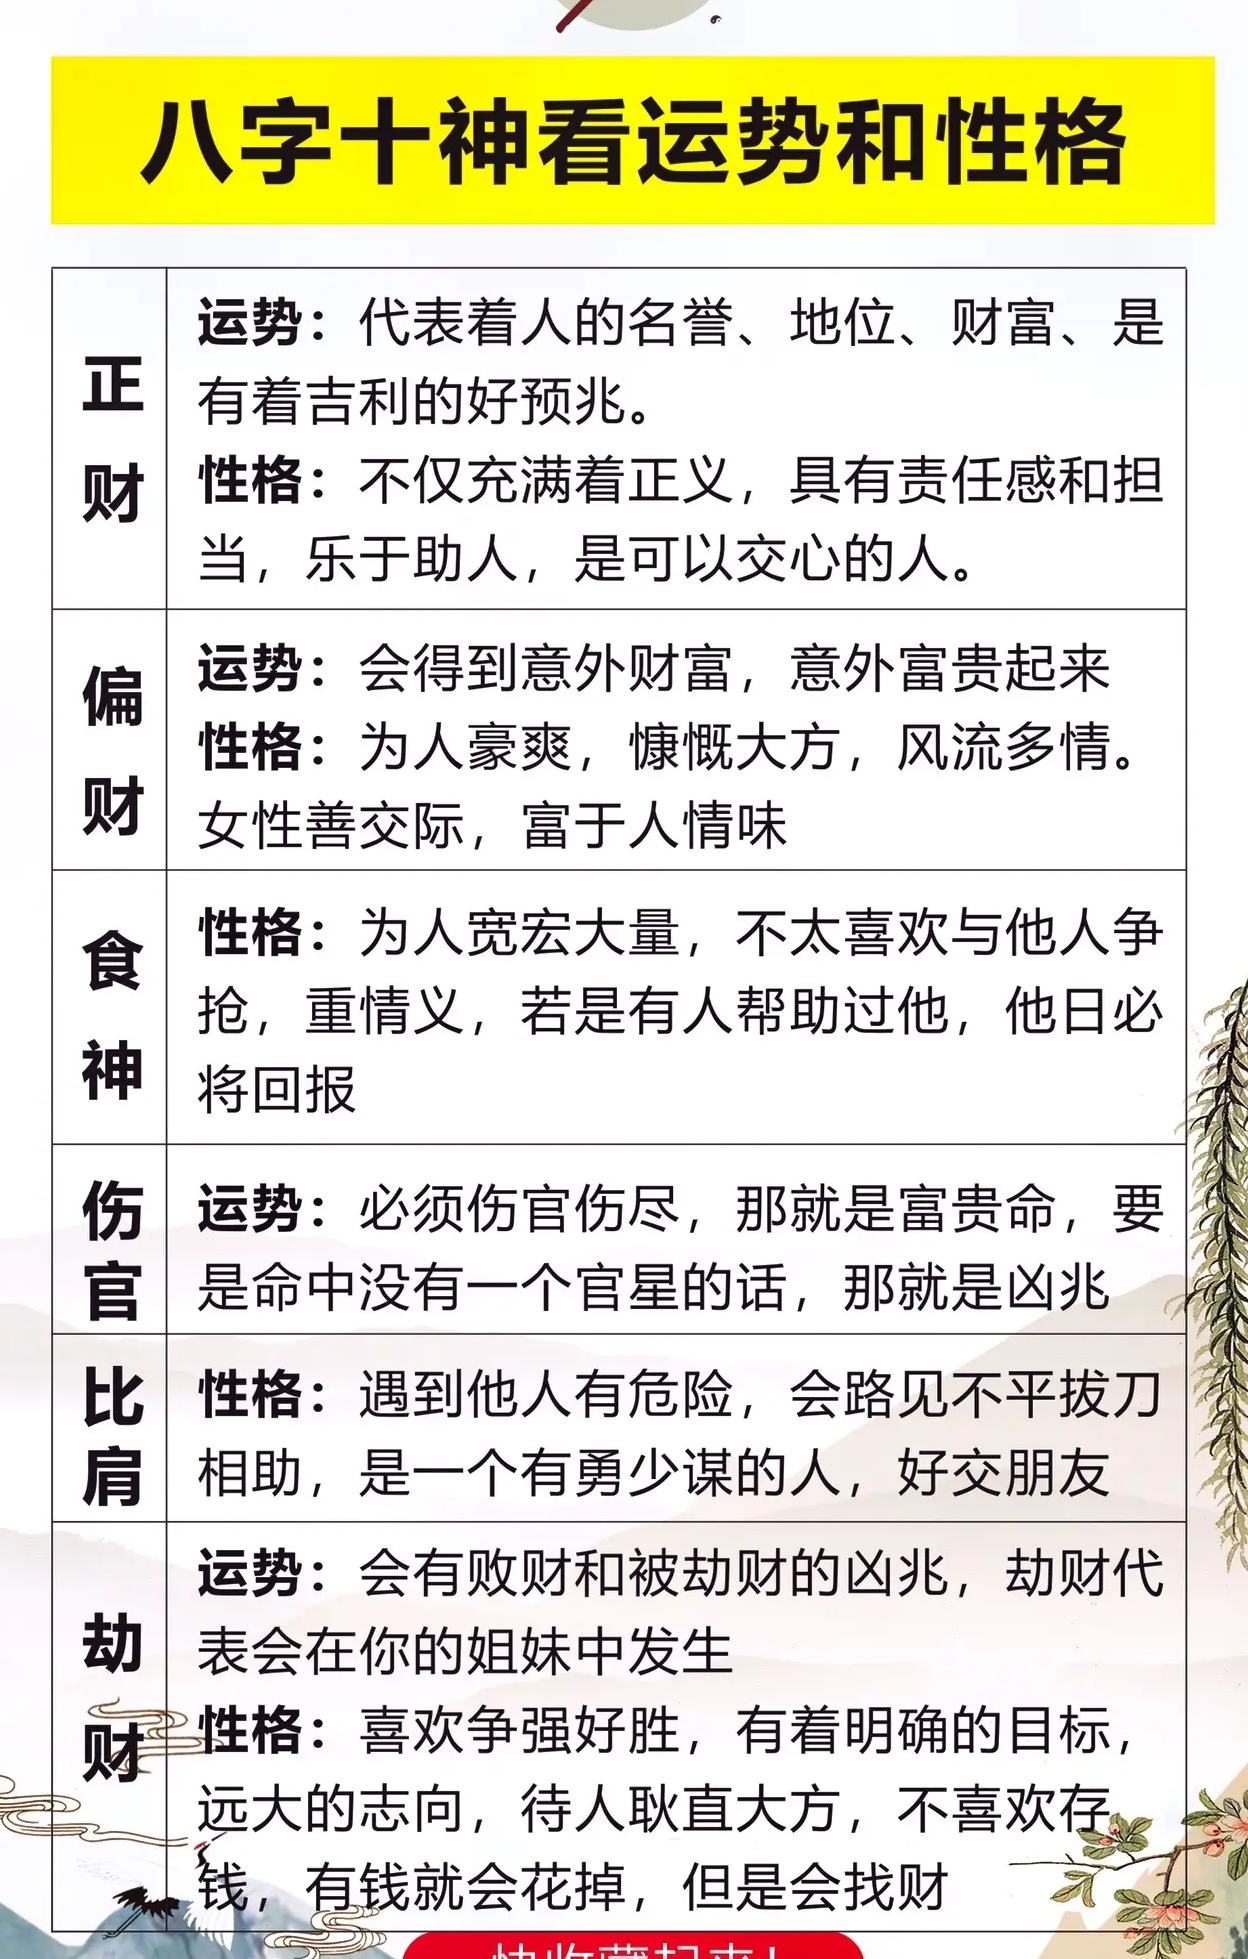 八字十神看运势和性格
正财
运势：代表着人的名誉、地位、财富、是
有着吉利的好预兆。
性格：不仅充满着正义，具有责任感和担
当，乐于助人，是可以交心的人。
偏财
运势：会得到意外财富，意外富贵起来
性格：为人豪爽，慷慨大方，风流多情。
女性善交际，富于人情味
食神
性格：为人宽宏大量，不太喜欢与他人争
抢，重情义，若是有人帮助过他，他日必
将回报
伤官
运势：必须伤官伤尽，那就是富贵命，要
是命中没有一个官星的话，那就是凶兆
比肩
性格：遇到他人有危险，会路见不平拔刀
相助，是一个有勇少谋的人，好交朋友
劫财
运势：会有败财和被劫财的凶兆，劫财代
表会在你的姐妹中发生
性格：喜欢争强好胜，有着明确的目标，
远大的志向，待人耿直大方，不喜欢存
钱，有钱就会花掉，但是会找财
快收藏起来！